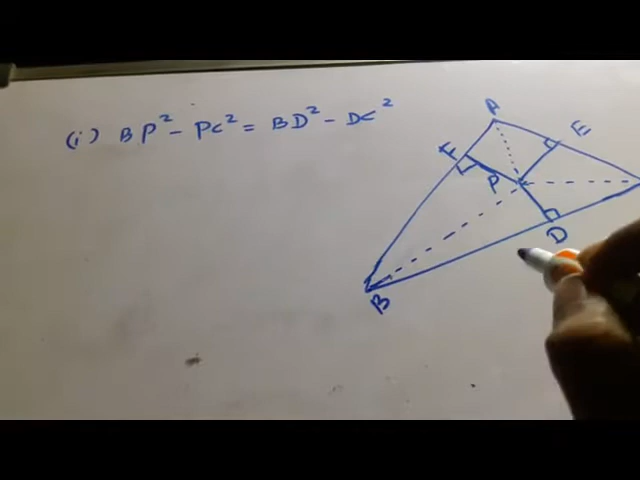 (i) BP² - PC² = BD² - DC²
A
E
F
P
D
B